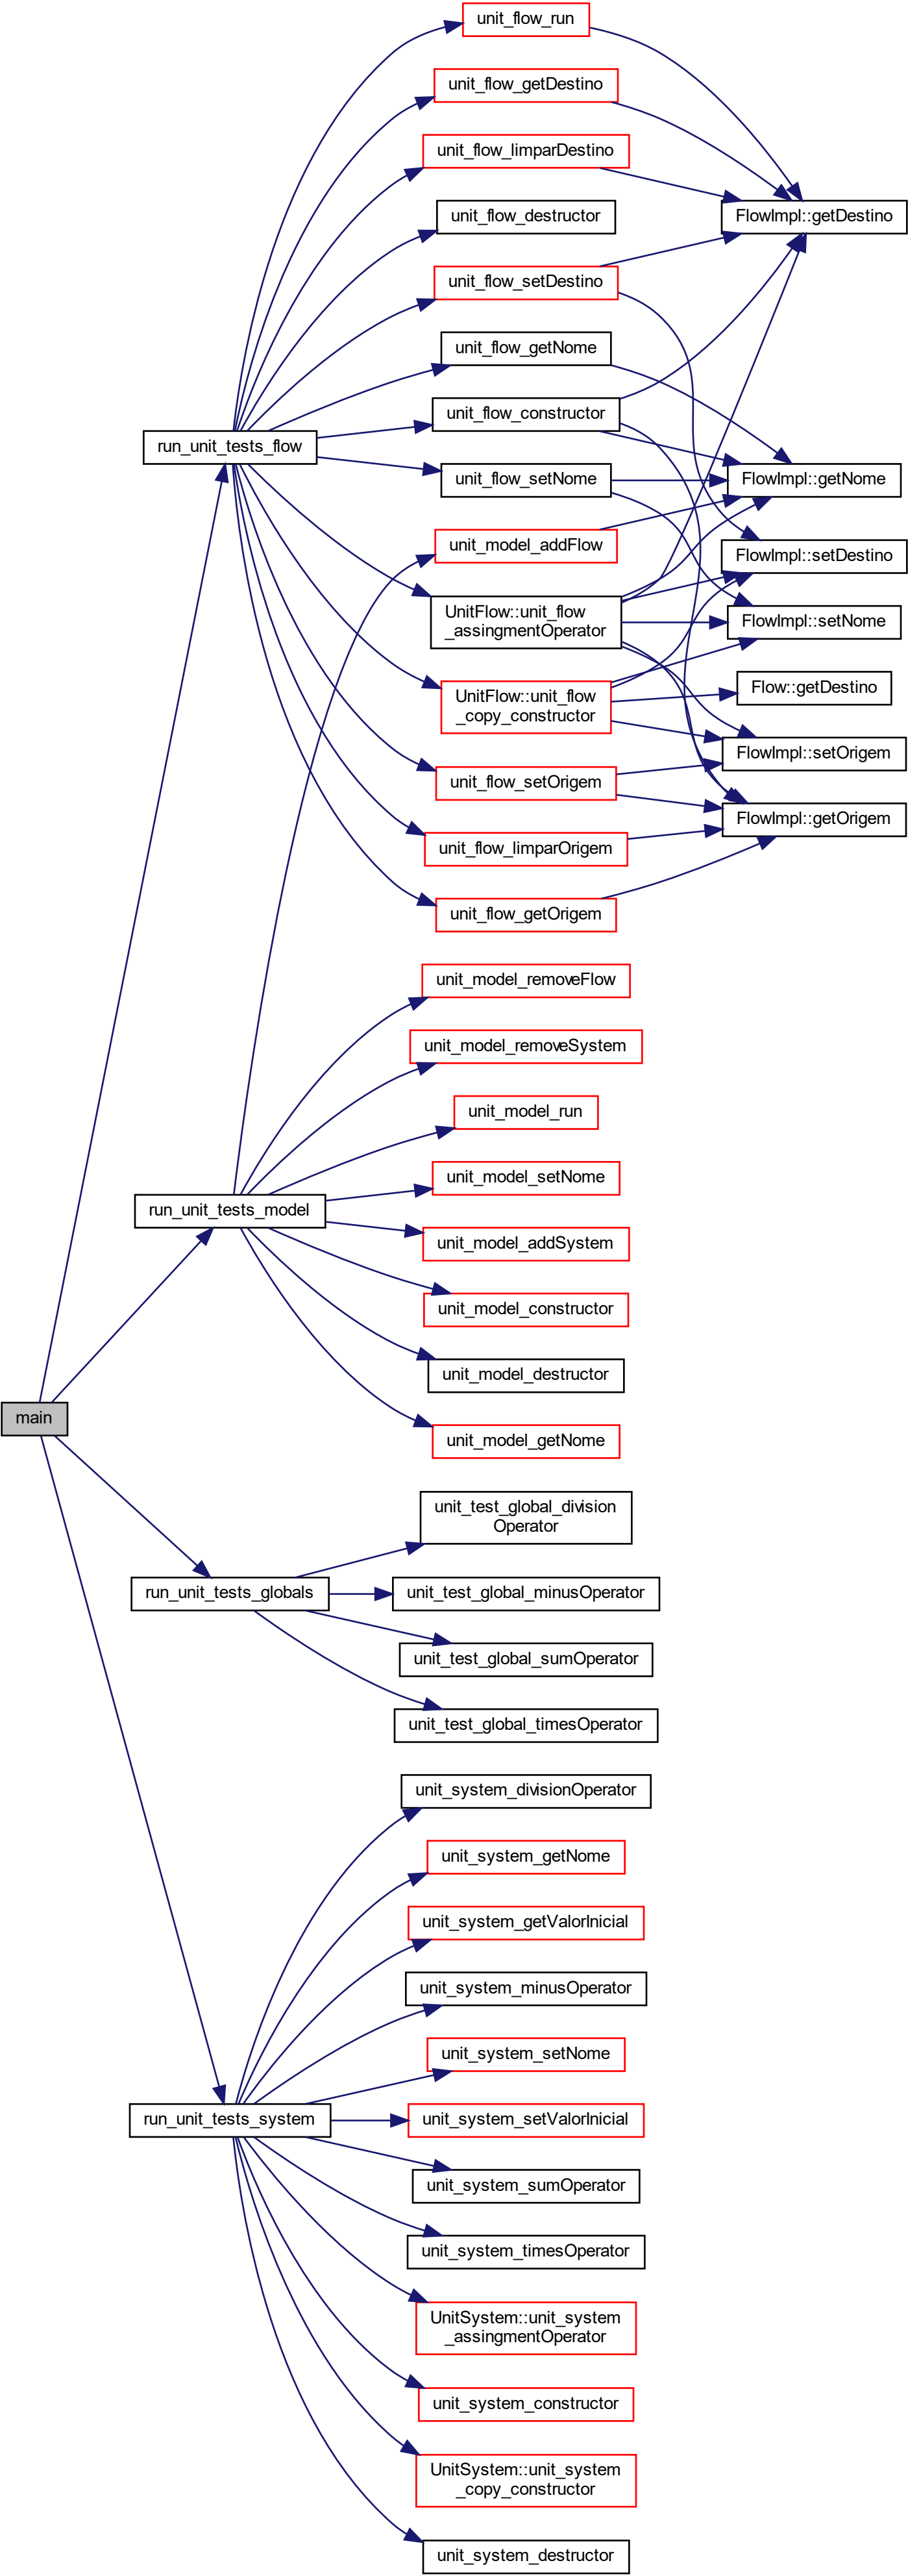 unit_flow_run
unit_flow_getDestino
unit_flow_limparDestino
unit_flow_destructor
FlowImpl::getDestino
unit_flow_setDestino
unit_flow_getNome
unit_flow_constructor
run_unit_tests_flow
unit_flow_setNome
FlowImpl::getNome
unit_model_addFlow
FlowImpl::setDestino
UnitFlow::unit_flow
_assingmentOperator
FlowImpl::setNome
UnitFlow::unit_flow
_copy_constructor
Flow::getDestino
unit_flow_setOrigem
FlowImpl::setOrigem
unit_flow_limparOrigem
FlowImpl::getOrigem
unit_flow_getOrigem
unit_model_removeFlow
unit_model_removeSystem
unit_model_run
unit_model_setNome
run_unit_tests_model
unit_model_addSystem
unit_model_constructor
unit_model_destructor
main
unit_model_getNome
unit_test_global_division
Operator
run_unit_tests_globals
unit_test_global_minusOperator
unit_test_global_sumOperator
unit_test_global_timesOperator
unit_system_divisionOperator
unit_system_getNome
unit_system_getValorInicial
unit_system_minusOperator
unit_system_setNome
run_unit_tests_system
unit_system_setValorInicial
unit_system_sumOperator
unit_system_timesOperator
UnitSystem::unit_system
_assingmentOperator
unit_system_constructor
UnitSystem::unit_system
_copy_constructor
unit_system_destructor